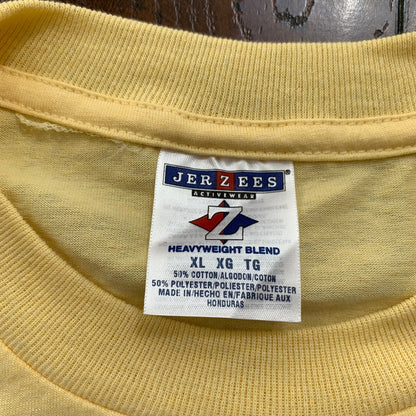 JERZEES®
ACTIVEWEAR
Z
HEAVYWEIGHT BLEND
XL XG TG
50% COTTON/ALGODON/COTON
50% POLYESTER/POLIESTER/POLYESTER
MADE IN/HECHO EN/FABRIQUE AUX
HONDURAS